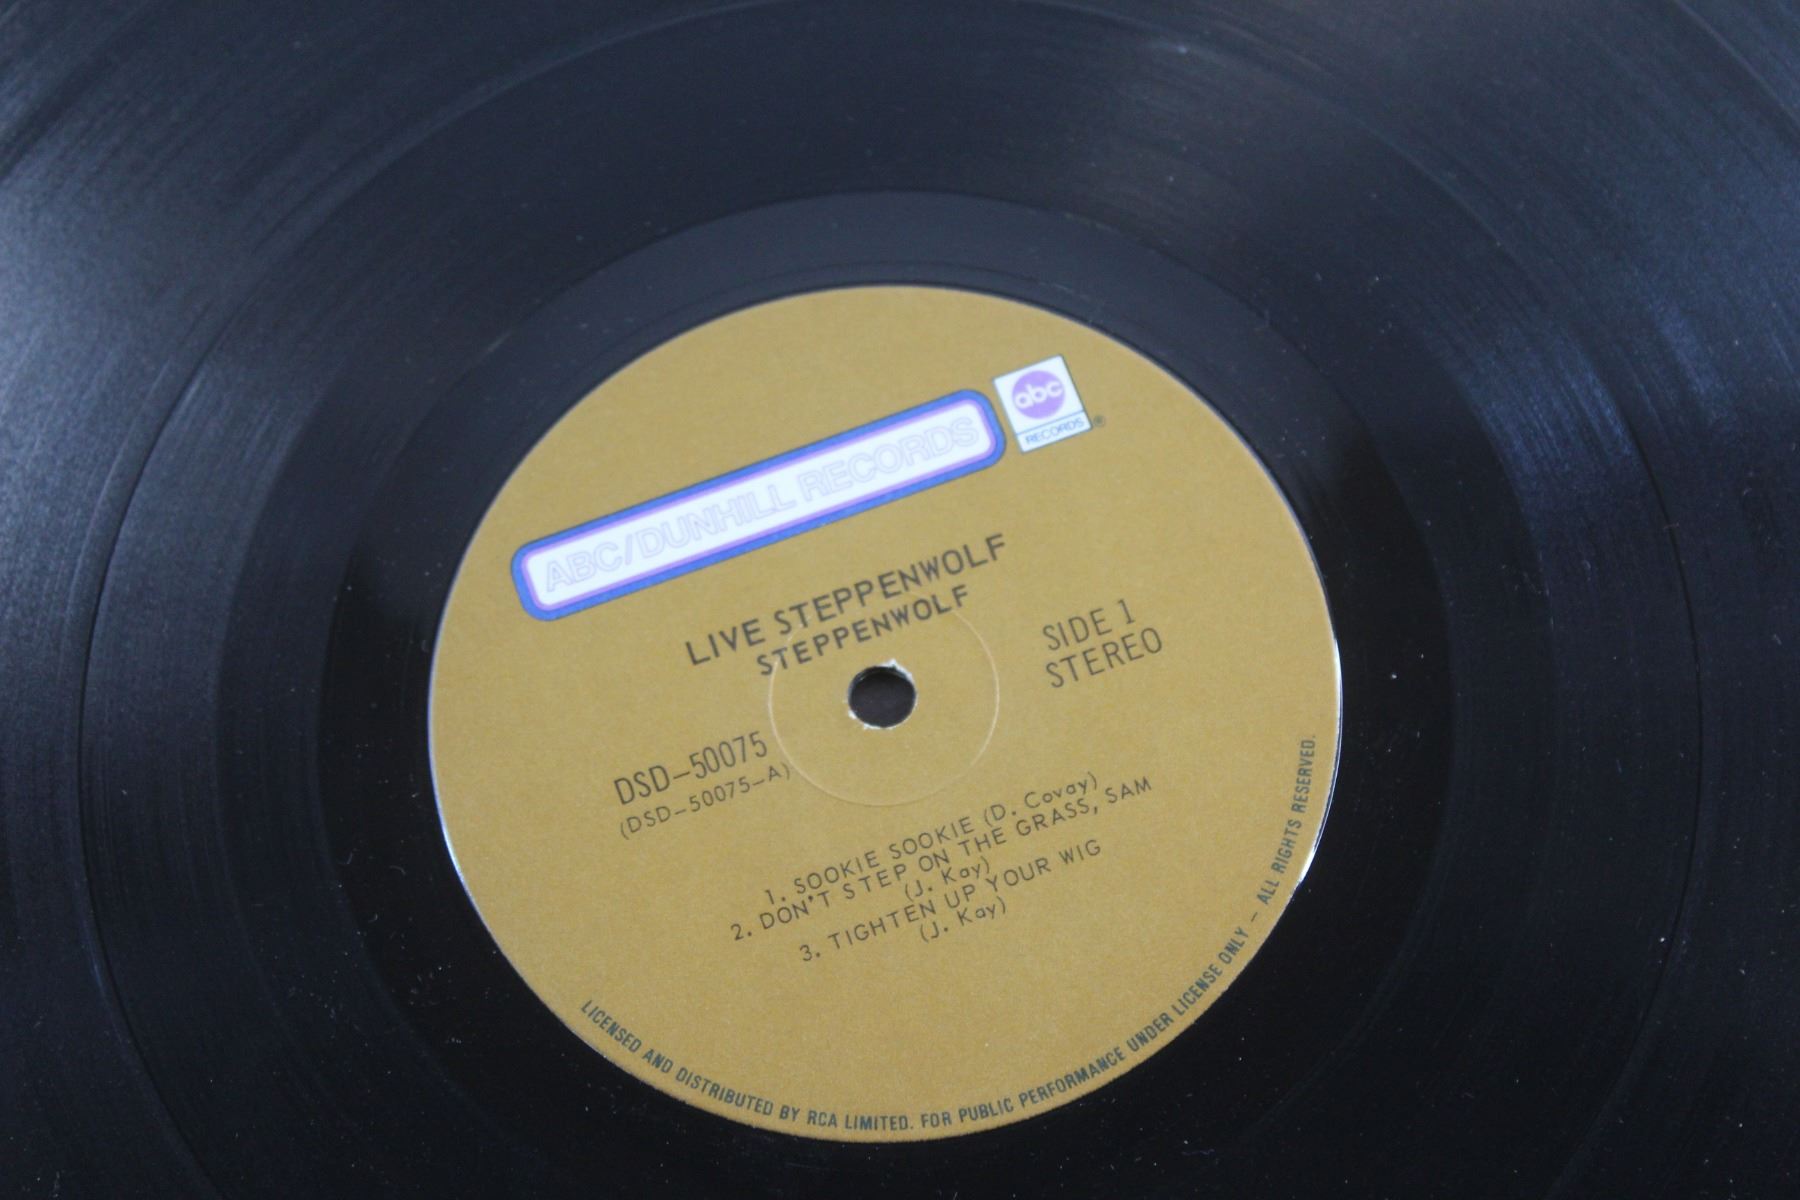 ABC/DUNHILL RECORDS
abc
RECORDS®
LIVE STEPPENWOLF
STEPPENWOLF
SIDE 1
STEREO
DSD-50075
(DSD-50075-A)
1. SOOKIE SOOKIE (D. Covay)
2. DON'T STEP ON THE GRASS, SAM
(J. Kay)
3. TIGHTEN UP YOUR WIG
(J. Kay)
LICENSED AND DISTRIBUTED BY RCA LIMITED. FOR PUBLIC PERFORMANCE UNDER LICENSE ONLY - ALL RIGHTS RESERVED.